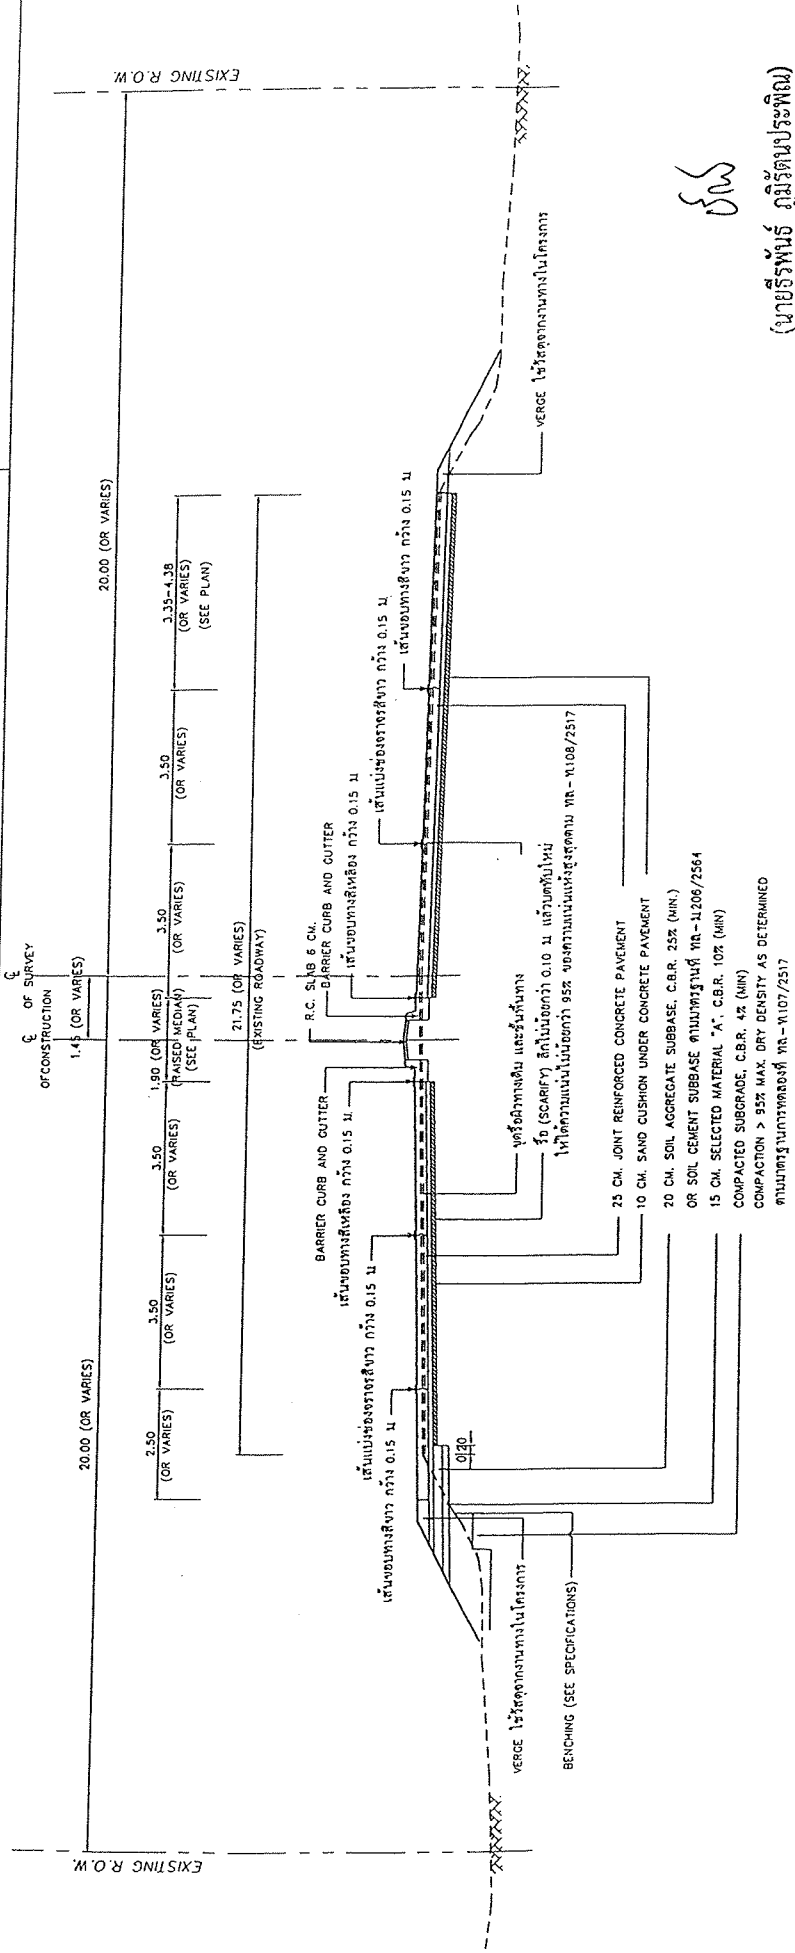 EXISTING R.O.W.
EXISTING R.O.W.
20.00 (OR VARIES)
20.00 (OR VARIES)
℄ OF SURVEY
℄
OFCONSTRUCTION
1.45 (OR VARIES)
2.50
(OR VARIES)
3.50
(OR VARIES)
3.50
(OR VARIES)
1.90 (OR VARIES)
(RAISED MEDIAN)
(SEE PLAN)
3.50
(OR VARIES)
3.50
(OR VARIES)
3.35-4.38
(OR VARIES)
(SEE PLAN)
21.75 (OR VARIES)
(EXISTING ROADWAY)
R.C. SLAB 6 CM.
BARRIER CURB AND GUTTER
BARRIER CURB AND GUTTER
เส้นขอบทางสีเหลือง กว้าง 0.15 ม
เส้นขอบทางสีเหลือง กว้าง 0.15 ม
เส้นแบ่งช่องจราจรสีขาว กว้าง 0.15 ม
เส้นแบ่งช่องจราจรสีขาว กว้าง 0.15 ม
เส้นขอบทางสีขาว กว้าง 0.15 ม
เส้นขอบทางสีขาว กว้าง 0.15 ม
0.20
VERGE ใช้วัสดุจากงานทางในโครงการ
VERGE ใช้วัสดุจากงานทางในโครงการ
BENCHING (SEE SPECIFICATIONS)
ขุดรื้อผิวทางเดิม และชั้นพื้นทาง
รื้อ (SCARIFY) ลึกไม่น้อยกว่า 0.10 ม แล้วบดทับใหม่
ให้ได้ความแน่นไม่น้อยกว่า 95% ของความแน่นแห้งสูงสุดตาม ทล-ท.108/2517
25 CM. JOINT REINFORCED CONCRETE PAVEMENT
10 CM. SAND CUSHION UNDER CONCRETE PAVEMENT
20 CM. SOIL AGGREGATE SUBBASE, C.B.R. 25% (MIN.)
OR SOIL CEMENT SUBBASE ตามมาตรฐานที่ ทล-ม.206/2564
15 CM. SELECTED MATERIAL "A", C.B.R. 10% (MIN)
COMPACTED SUBGRADE, C.B.R. 4% (MIN)
COMPACTION > 95% MAX. DRY DENSITY AS DETERMINED
ตามมาตรฐานการทดลองที่ ทล-ท.107/2517
(นายธีรพันธ์ ภูมิรัตนประพิณ)